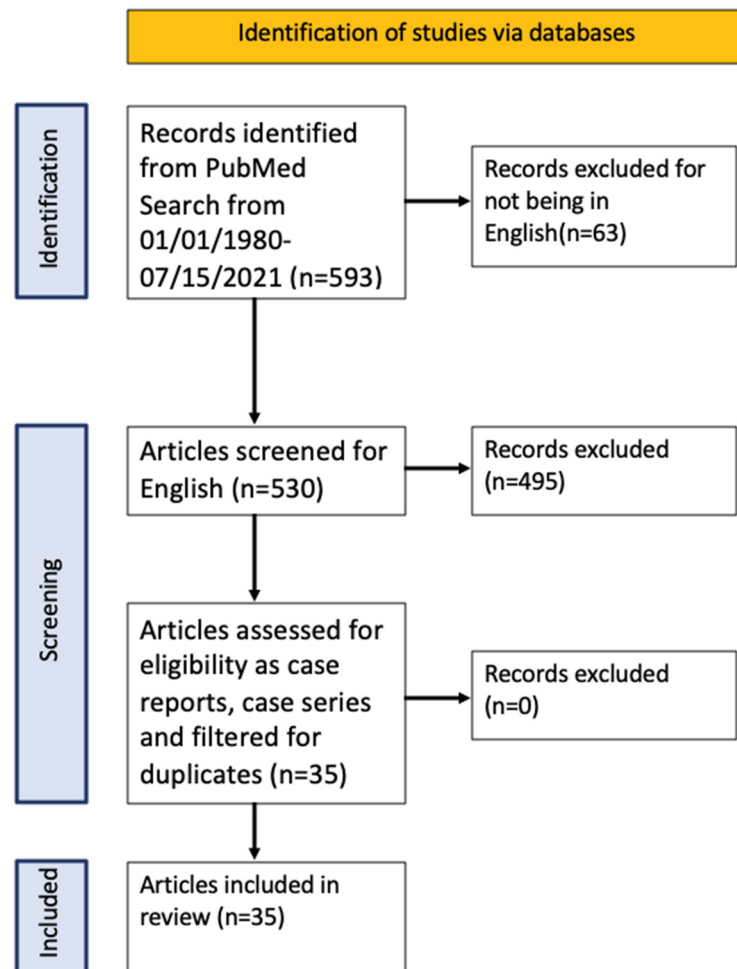 Identification of studies via databases
Identification
Records identified
from PubMed
Search from
01/01/1980-
07/15/2021 (n=593)
Records excluded for
not being in
English(n=63)
Screening
Articles screened for
English (n=530)
Records excluded
(n=495)
Articles assessed for
eligibility as case
reports, case series
and filtered for
duplicates (n=35)
Records excluded
(n=0)
Included
Articles included in
review (n=35)